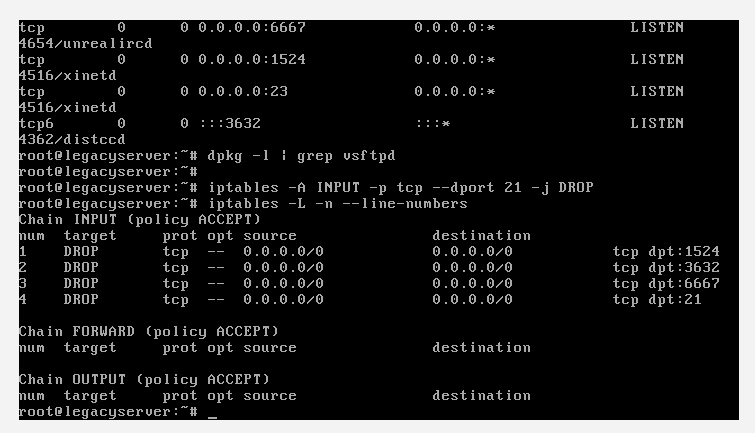 tcp 0 0 0.0.0.0:6667 0.0.0.0:* LISTEN
4654/unrealircd
tcp 0 0 0.0.0.0:1524 0.0.0.0:* LISTEN
4516/xinetd
tcp 0 0 0.0.0.0:23 0.0.0.0:* LISTEN
4516/xinetd
tcp6 0 0 :::3632 :::* LISTEN
4362/distccd
root@legacyserver:~# dpkg -l | grep vsftpd
root@legacyserver:~#
root@legacyserver:~# iptables -A INPUT -p tcp --dport 21 -j DROP
root@legacyserver:~# iptables -L -n --line-numbers
Chain INPUT (policy ACCEPT)
num target prot opt source destination
1 DROP tcp -- 0.0.0.0/0 0.0.0.0/0 tcp dpt:1524
2 DROP tcp -- 0.0.0.0/0 0.0.0.0/0 tcp dpt:3632
3 DROP tcp -- 0.0.0.0/0 0.0.0.0/0 tcp dpt:6667
4 DROP tcp -- 0.0.0.0/0 0.0.0.0/0 tcp dpt:21
Chain FORWARD (policy ACCEPT)
num target prot opt source destination
Chain OUTPUT (policy ACCEPT)
num target prot opt source destination
root@legacyserver:~# _